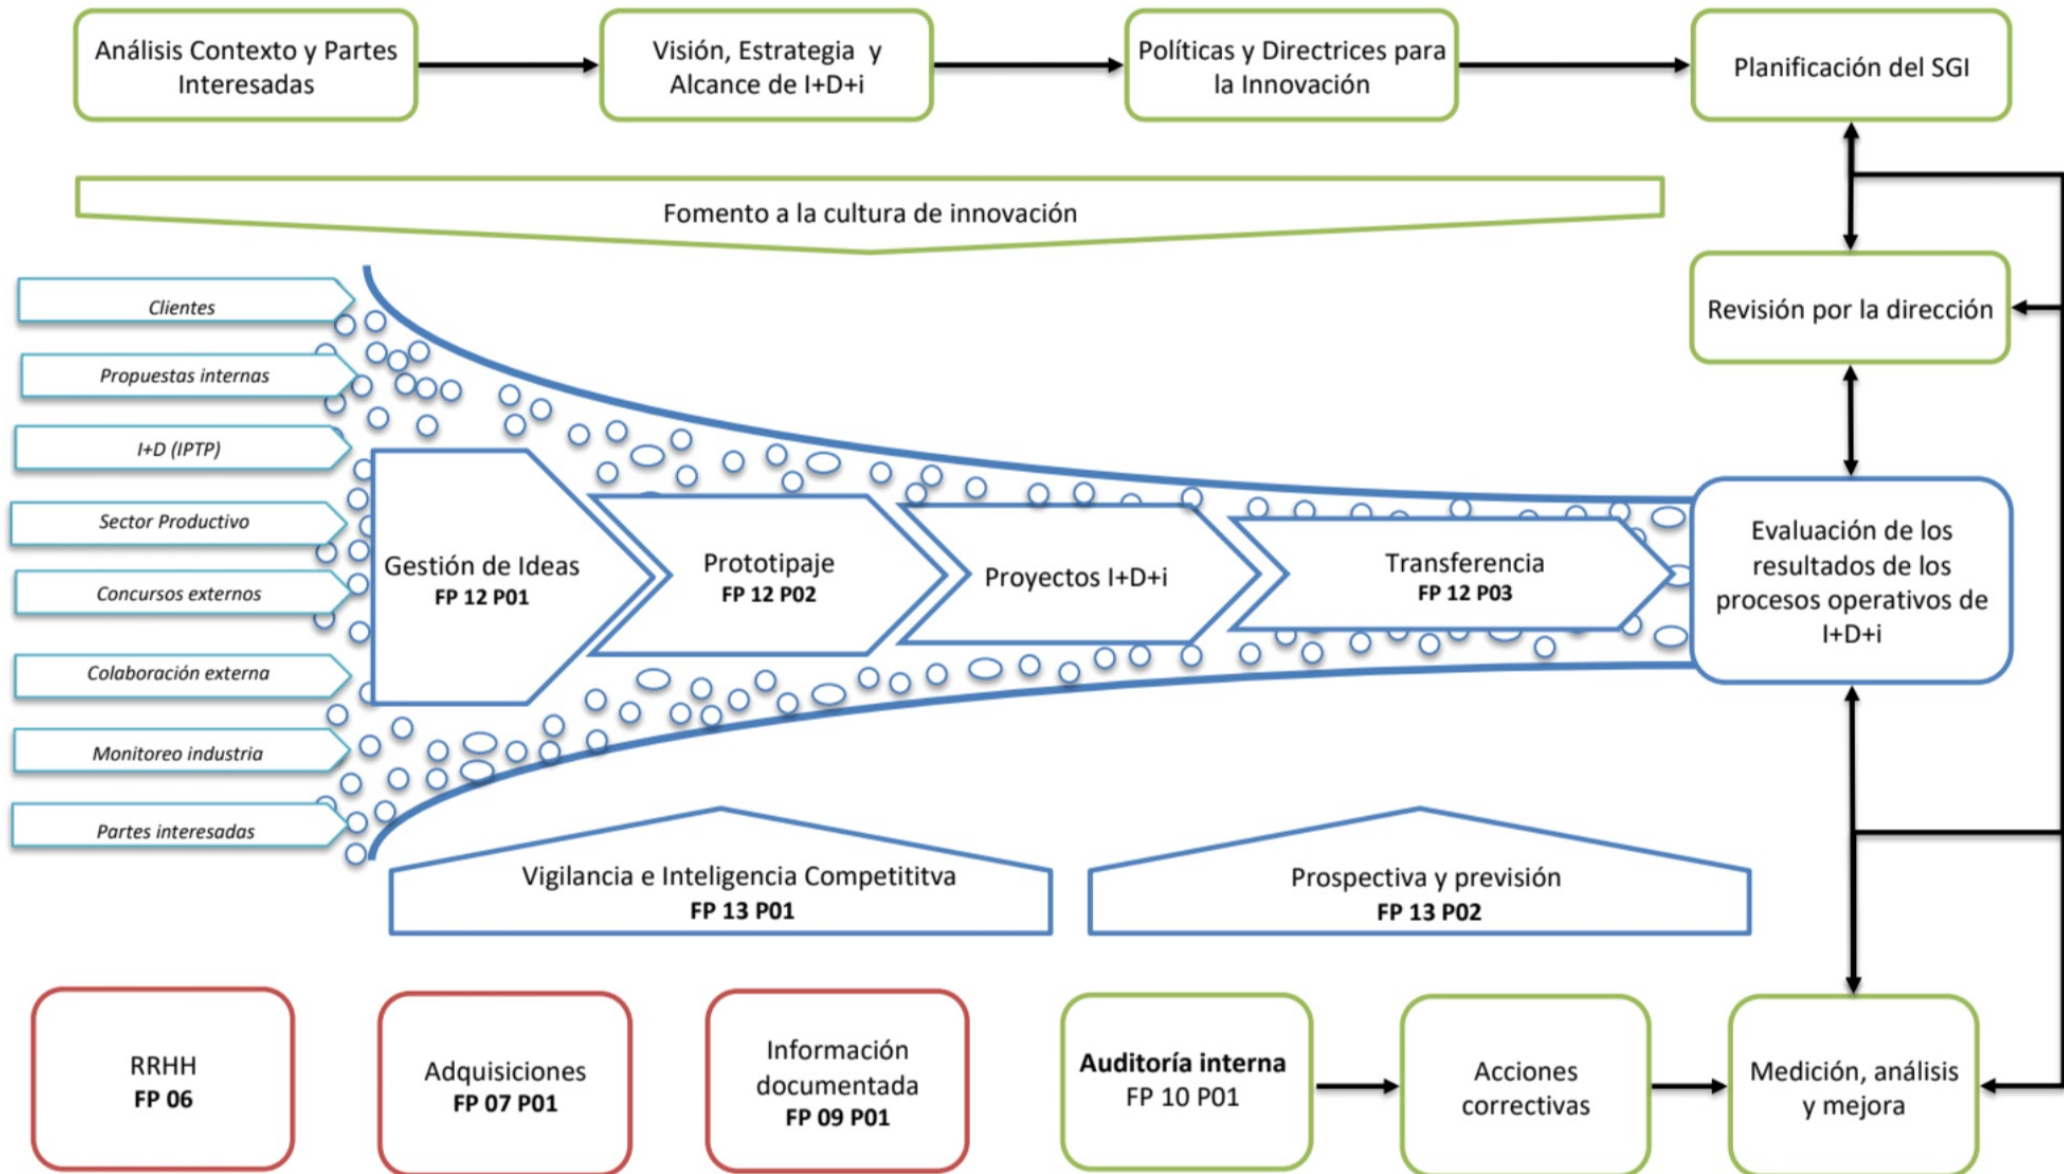 Análisis Contexto y Partes
Interesadas
Visión, Estrategia y
Alcance de I+D+i
Políticas y Directrices para
la Innovación
Planificación del SGI
Fomento a la cultura de innovación
Clientes
Propuestas internas
I+D (IPTP)
Sector Productivo
Concursos externos
Colaboración externa
Monitoreo industria
Partes interesadas
Gestión de Ideas
FP 12 P01
Prototipaje
FP 12 P02
Proyectos I+D+i
Transferencia
FP 12 P03
Revisión por la dirección
Evaluación de los
resultados de los
procesos operativos de
I+D+i
Vigilancia e Inteligencia Competititva
FP 13 P01
Prospectiva y previsión
FP 13 P02
RRHH
FP 06
Adquisiciones
FP 07 P01
Información
documentada
FP 09 P01
Auditoría interna
FP 10 P01
Acciones
correctivas
Medición, análisis
y mejora